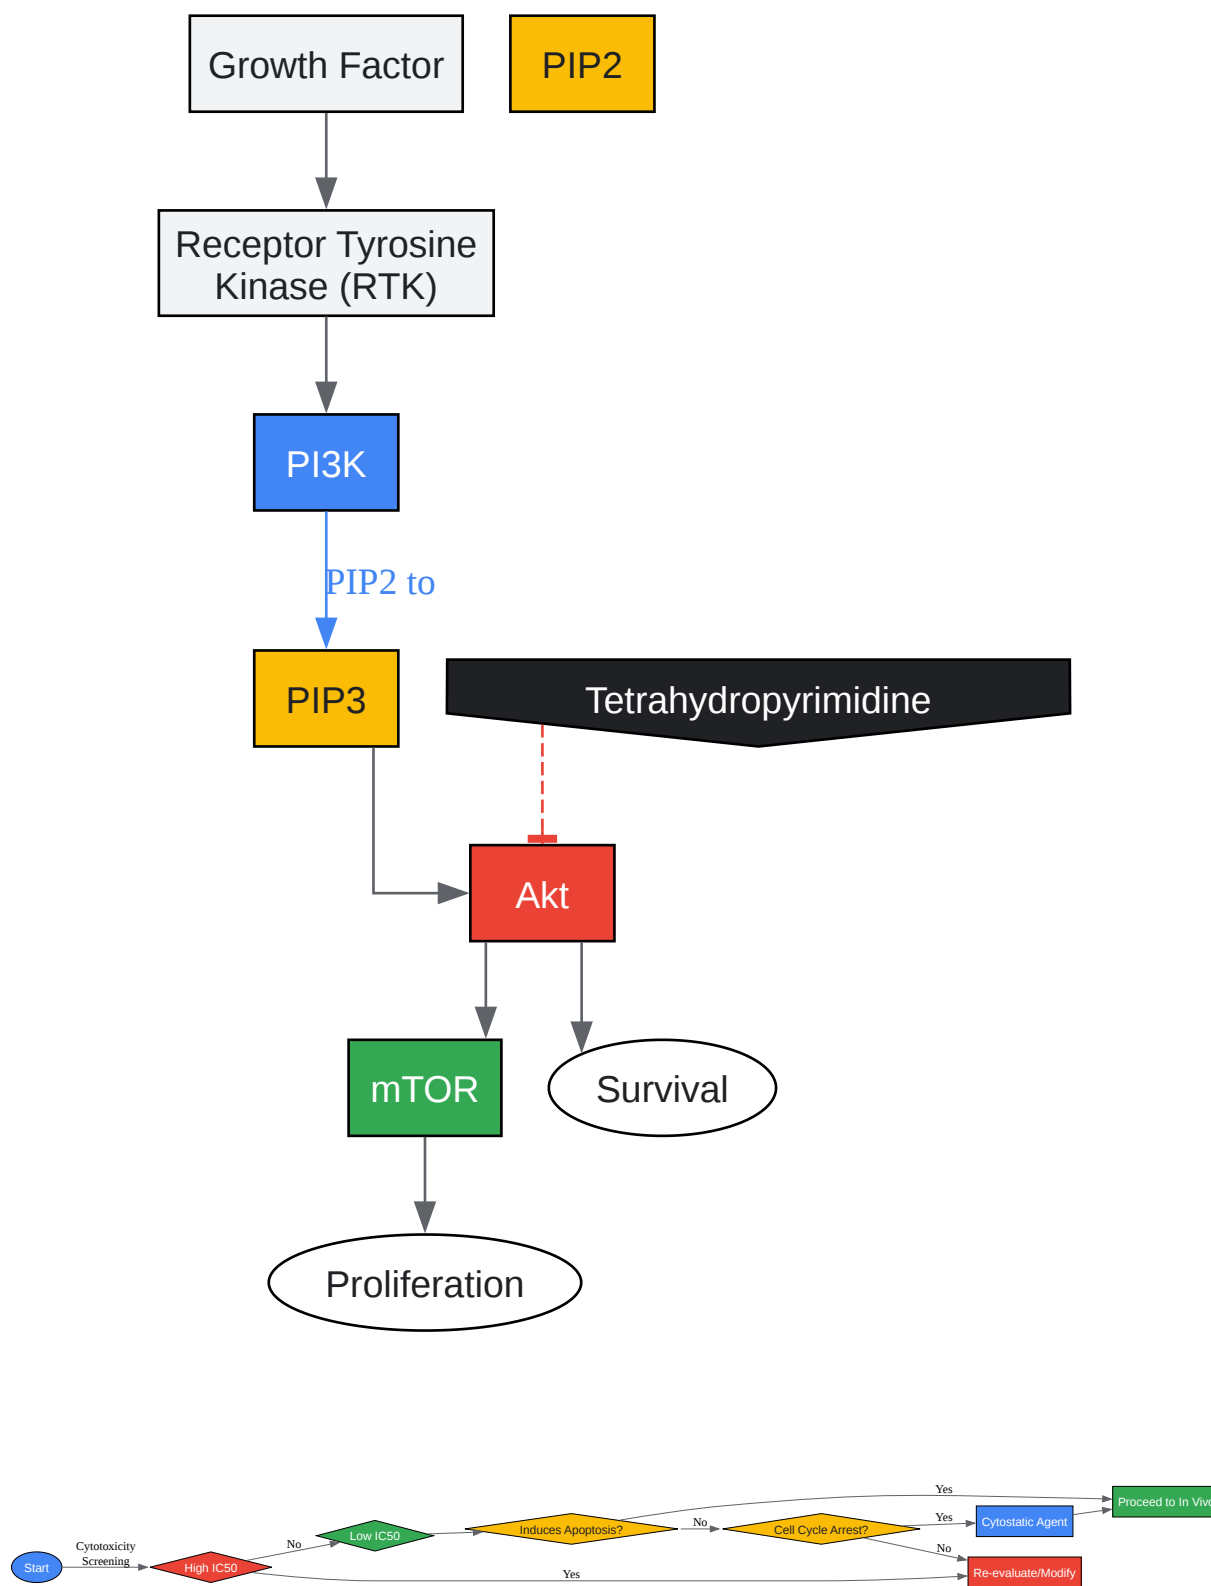 Growth Factor
PIP2
Receptor Tyrosine
Kinase (RTK)
PI3K
PIP2 to
PIP3
Tetrahydropyrimidine
Akt
mTOR
Survival
Proliferation
Start
Cytotoxicity
Screening
High IC50
No
Low IC50
Yes
Induces Apoptosis?
No
Yes
Cell Cycle Arrest?
Yes
No
Cytostatic Agent
Proceed to In Vivo
Re-evaluate/Modify